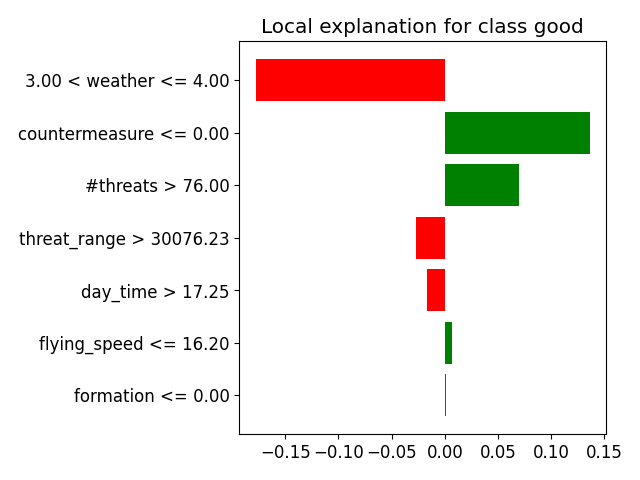 Local explanation for class good
3.00 < weather <= 4.00
countermeasure <= 0.00
#threats > 76.00
threat_range > 30076.23
day_time > 17.25
flying_speed <= 16.20
formation <= 0.00
−0.15 −0.10 −0.05 0.00 0.05 0.10 0.15